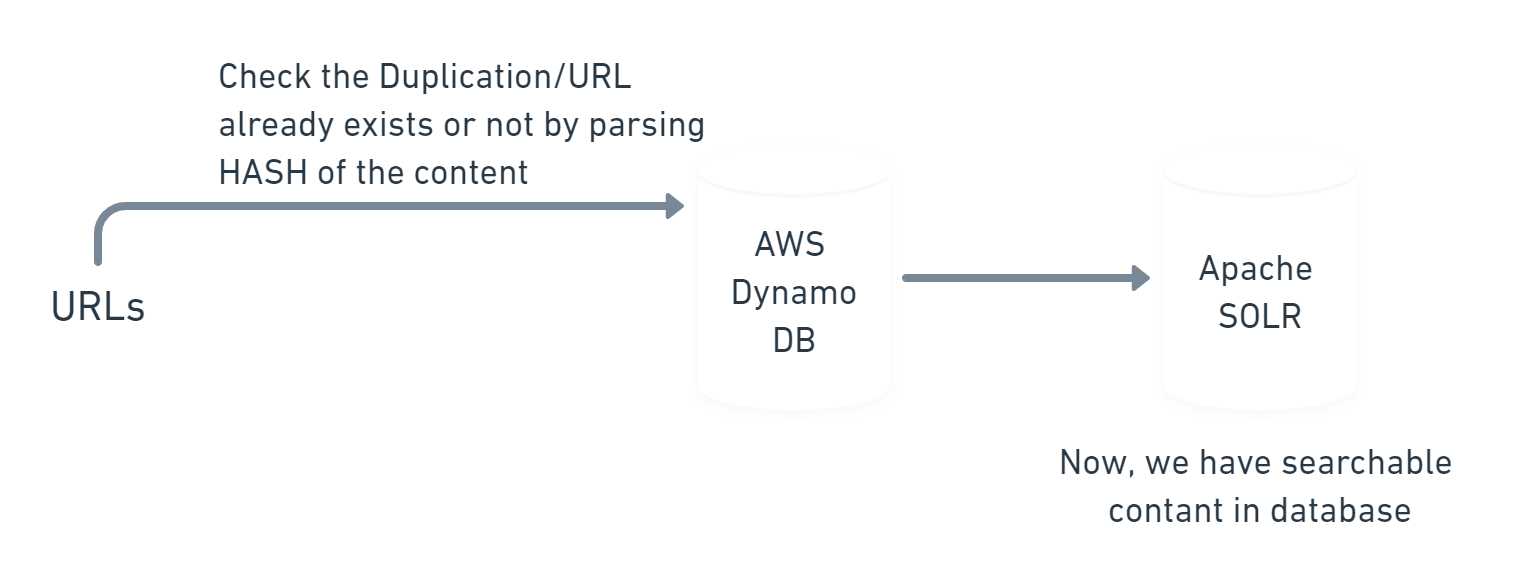 Check the Duplication/URL
already exists or not by parsing
HASH of the content
URLs
AWS
Dynamo
DB
Apache
SOLR
Now, we have searchable
contant in database